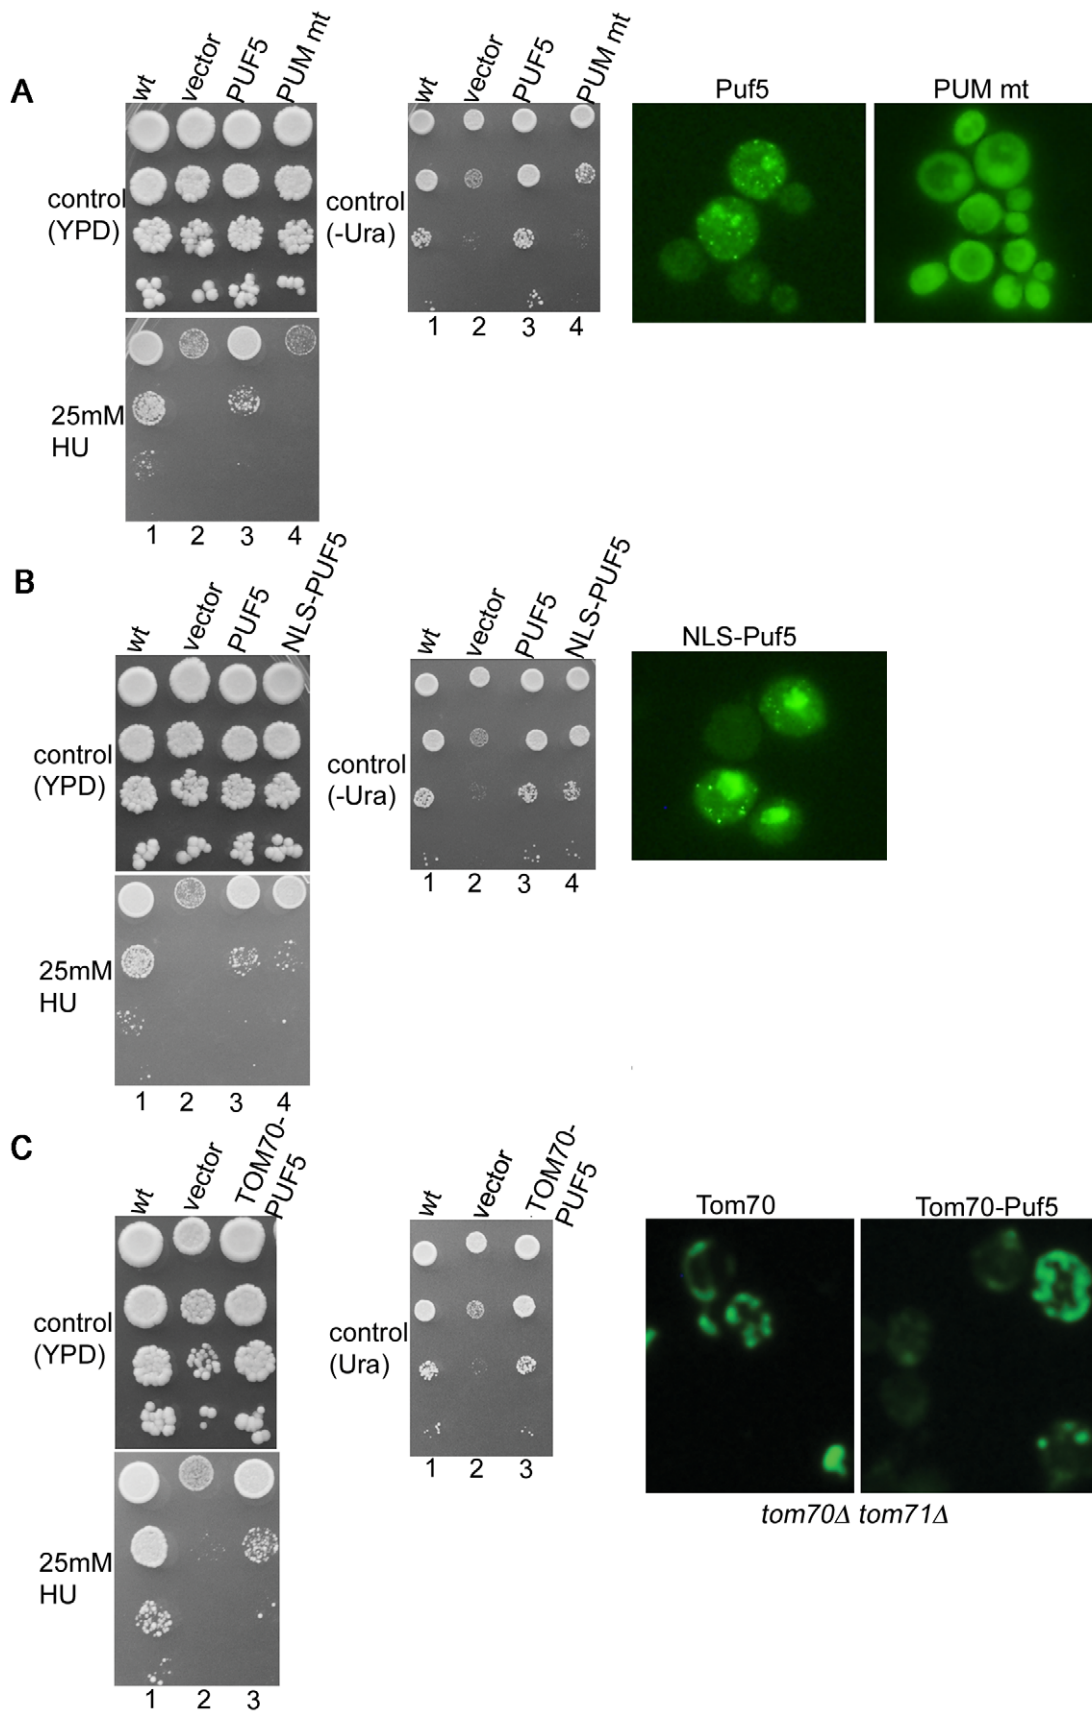 A
wt
vector
PUF5
PUM mt
control
(YPD)
25mM
HU
1 2 3 4
wt
vector
PUF5
PUM mt
control
(-Ura)
1 2 3 4
Puf5
PUM mt
B
wt
vector
PUF5
NLS-PUF5
control
(YPD)
25mM
HU
1 2 3 4
wt
vector
PUF5
NLS-PUF5
control
(-Ura)
1 2 3 4
NLS-Puf5
C
wt
vector
TOM70-
PUF5
control
(YPD)
25mM
HU
1 2 3
wt
vector
TOM70-
PUF5
control
(Ura)
1 2 3
Tom70
Tom70-Puf5
tom70Δ tom71Δ